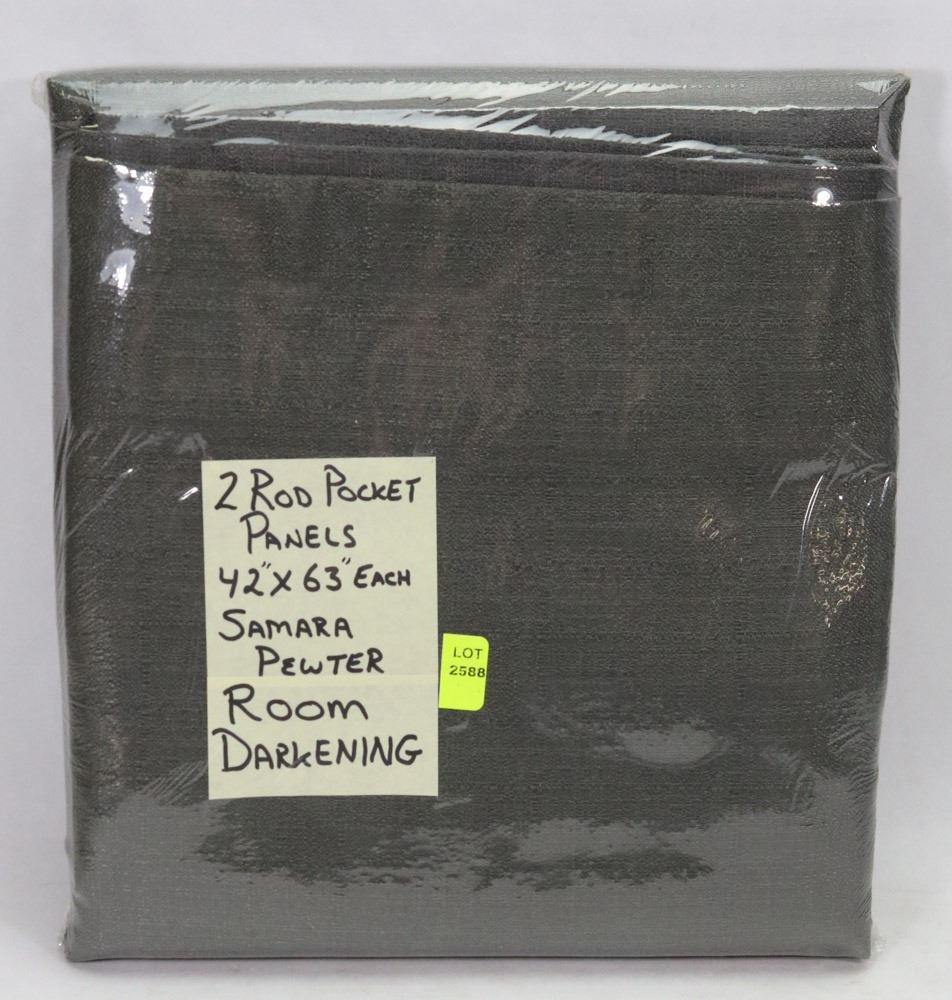 2 ROD POCKET
PANELS
42" X 63" EACH
SAMARA
PEWTER
ROOM
DARKENING
LOT
2588